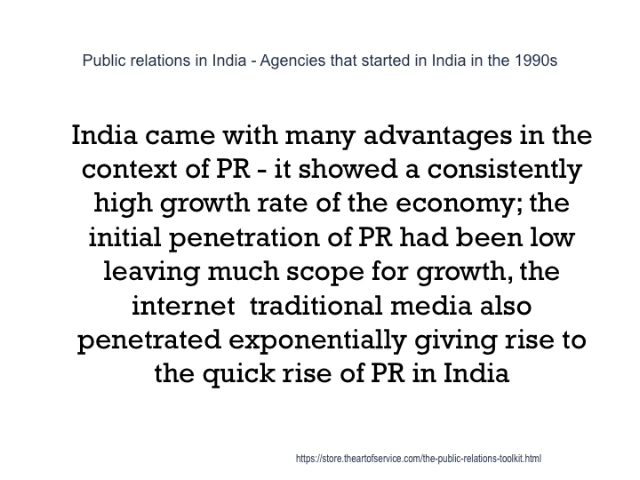 Public relations in India - Agencies that started in India in the 1990s
India came with many advantages in the
context of PR - it showed a consistently
high growth rate of the economy; the
initial penetration of PR had been low
leaving much scope for growth, the
internet  traditional media also
penetrated exponentially giving rise to
the quick rise of PR in India
https://store.theartofservice.com/the-public-relations-toolkit.html